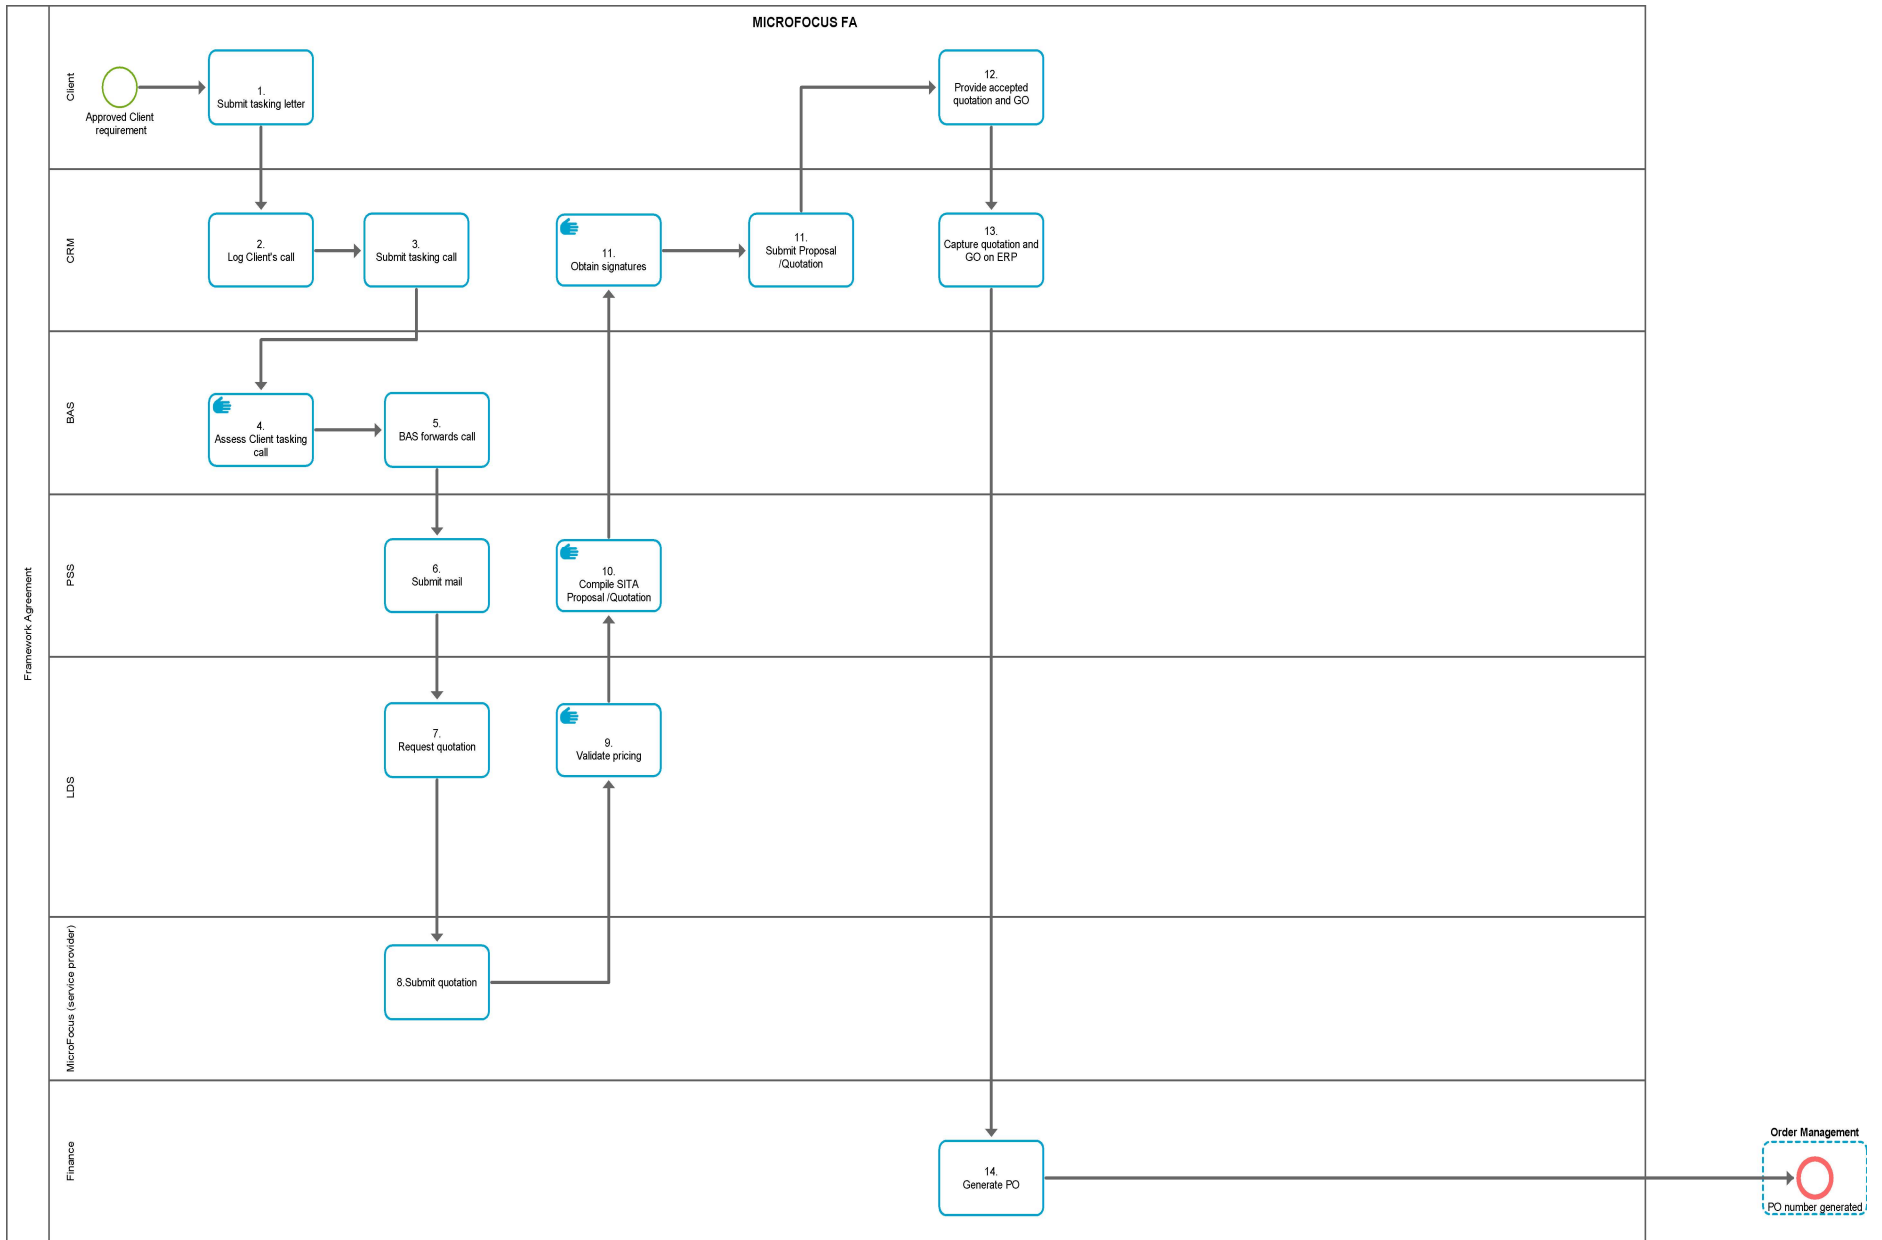 MICROFOCUS FA
Framework Agreement
Client
Approved Client
requirement
1.
Submit tasking letter
12.
Provide accepted
quotation and GO
CRM
2.
Log Client's call
3.
Submit tasking call
11.
Obtain signatures
11.
Submit Proposal
/Quotation
13.
Capture quotation and
GO on ERP
BAS
4.
Assess Client tasking
call
5.
BAS forwards call
PSS
6.
Submit mail
10.
Compile SITA
Proposal /Quotation
LDS
7.
Request quotation
9.
Validate pricing
MicroFocus (service provider)
8.Submit quotation
Finance
14.
Generate PO
Order Management
PO number generated